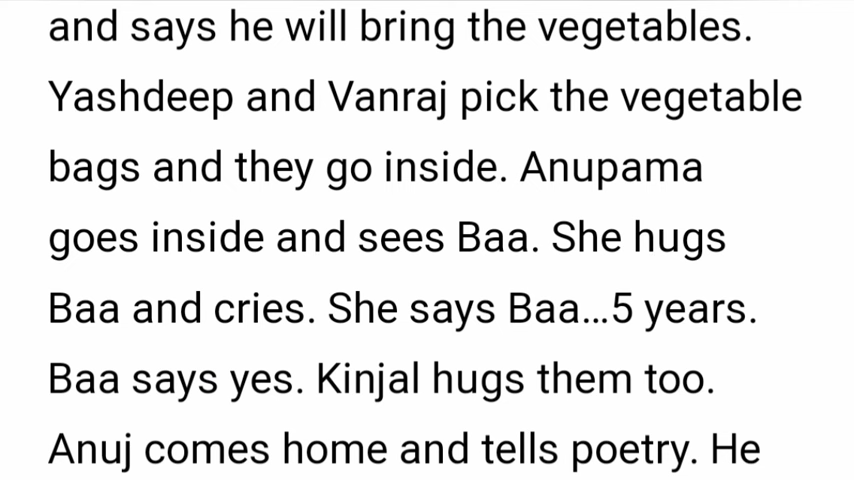 and says he will bring the vegetables.
Yashdeep and Vanraj pick the vegetable
bags and they go inside. Anupama
goes inside and sees Baa. She hugs
Baa and cries. She says Baa...5 years.
Baa says yes. Kinjal hugs them too.
Anuj comes home and tells poetry. He